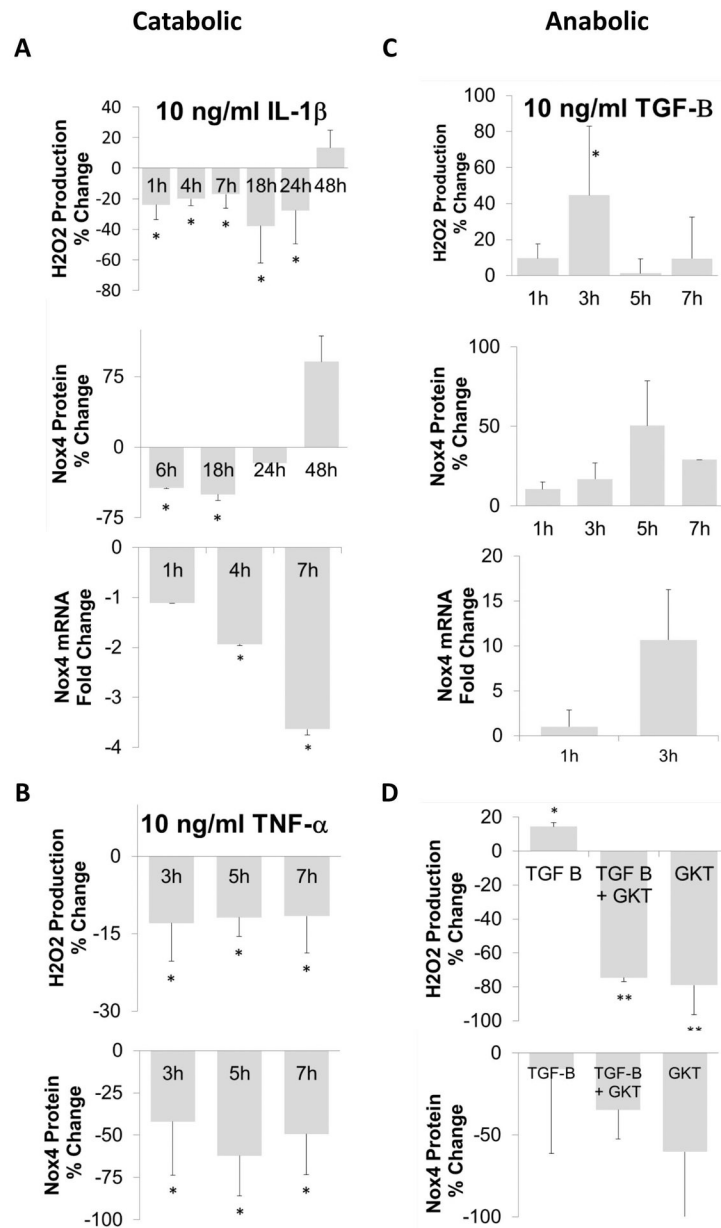 Catabolic
A
10 ng/ml IL-1β
H2O2 Production
% Change
40
20
0
-20
-40
-60
-80
1h 4h 7h 18h 24h 48h
* * * * *
Nox4 Protein
% Change
75
0
-75
6h 18h 24h 48h
* *
Nox4 mRNA
Fold Change
0
-1
-2
-3
-4
1h 4h 7h
* *
B
10 ng/ml TNF-α
H2O2 Production
% Change
0
-15
-30
3h 5h 7h
* * *
Nox4 Protein
% Change
0
-25
-50
-75
-100
3h 5h 7h
* * *
Anabolic
C
10 ng/ml TGF-B
H2O2 Production
% Change
100
80
60
40
20
0
*
1h 3h 5h 7h
Nox4 Protein
% Change
100
50
0
1h 3h 5h 7h
Nox4 mRNA
Fold Change
20
15
10
5
0
1h 3h
D
H2O2 Production
% Change
20
0
-20
-40
-60
-80
-100
*
TGF B TGF B GKT
+ GKT
** **
Nox4 Protein
% Change
0
-50
-100
TGF-B TGF-B GKT
+ GKT